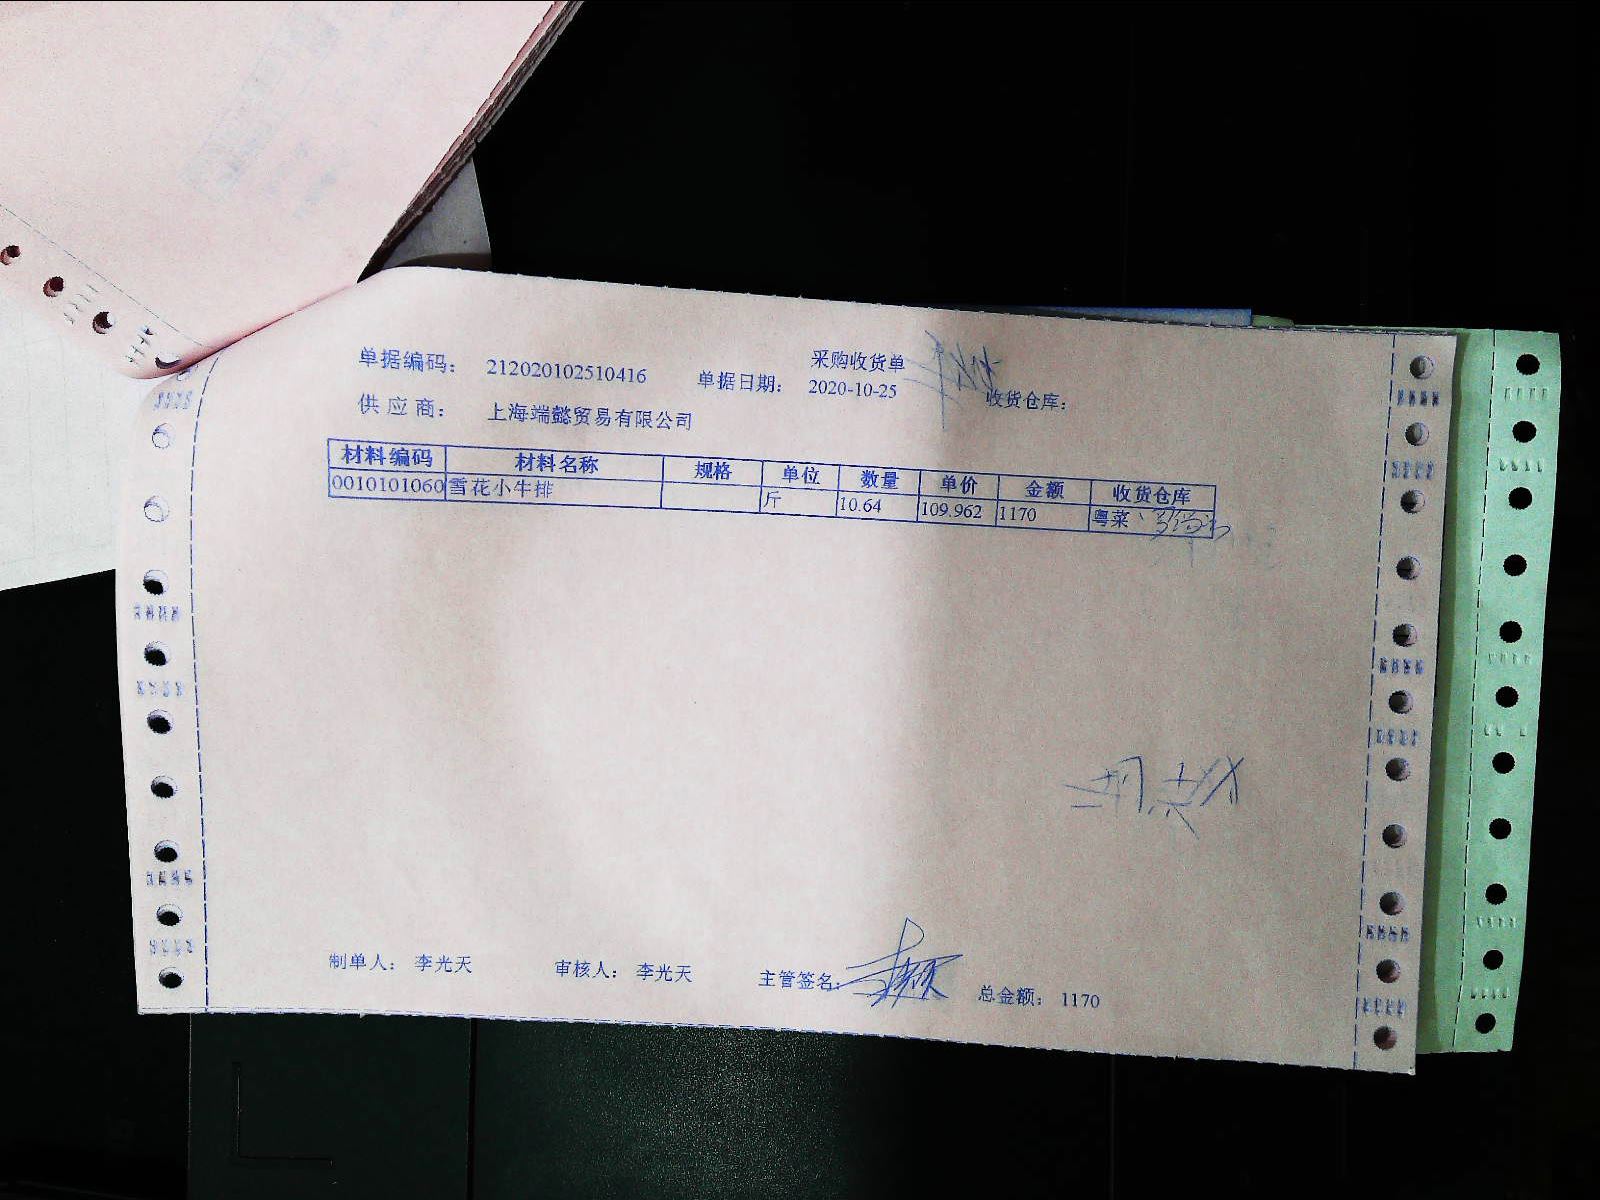 采购收货单
单据编码： 212020102510416 单据日期： 2020-10-25 收货仓库：
供应商： 上海端懿贸易有限公司
材料编码 材料名称 规格 单位 数量 单价 金额 收货仓库
0010101060 雪花小牛排 斤 10.64 109.962 1170 粤菜
制单人： 李光天 审核人： 李光天 主管签名： 总金额： 1170